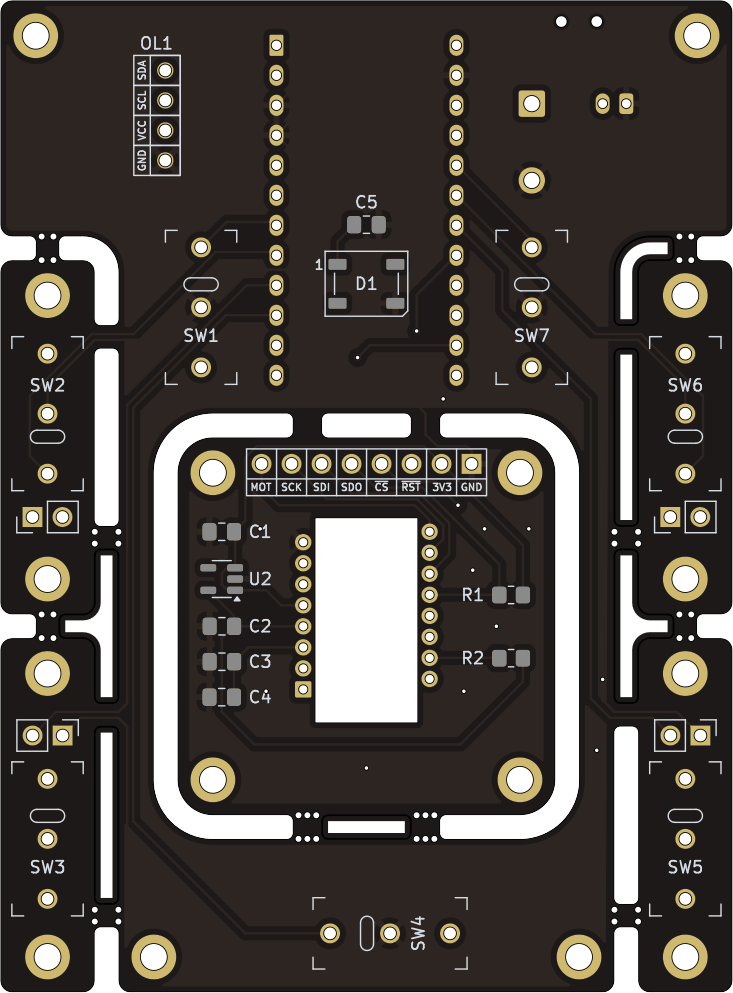 OL1
SDA
SCL
VCC
GND
C5
1
D1
SW1
SW7
SW2
SW6
MOT SCK SDI SDO CS RST 3V3 GND
C1
U2
R1
C2
R2
C3
C4
SW3
SW5
SW4